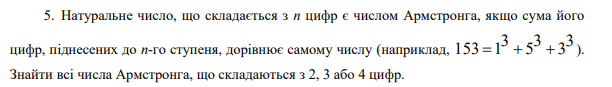 5. Натуральне число, що складається з n цифр є числом Армстронга, якщо сума його
цифр, піднесених до n-го ступеня, дорівнює самому числу (наприклад, 153 = 1³ + 5³ + 3³).
Знайти всі числа Армстронга, що складаються з 2, 3 або 4 цифр.